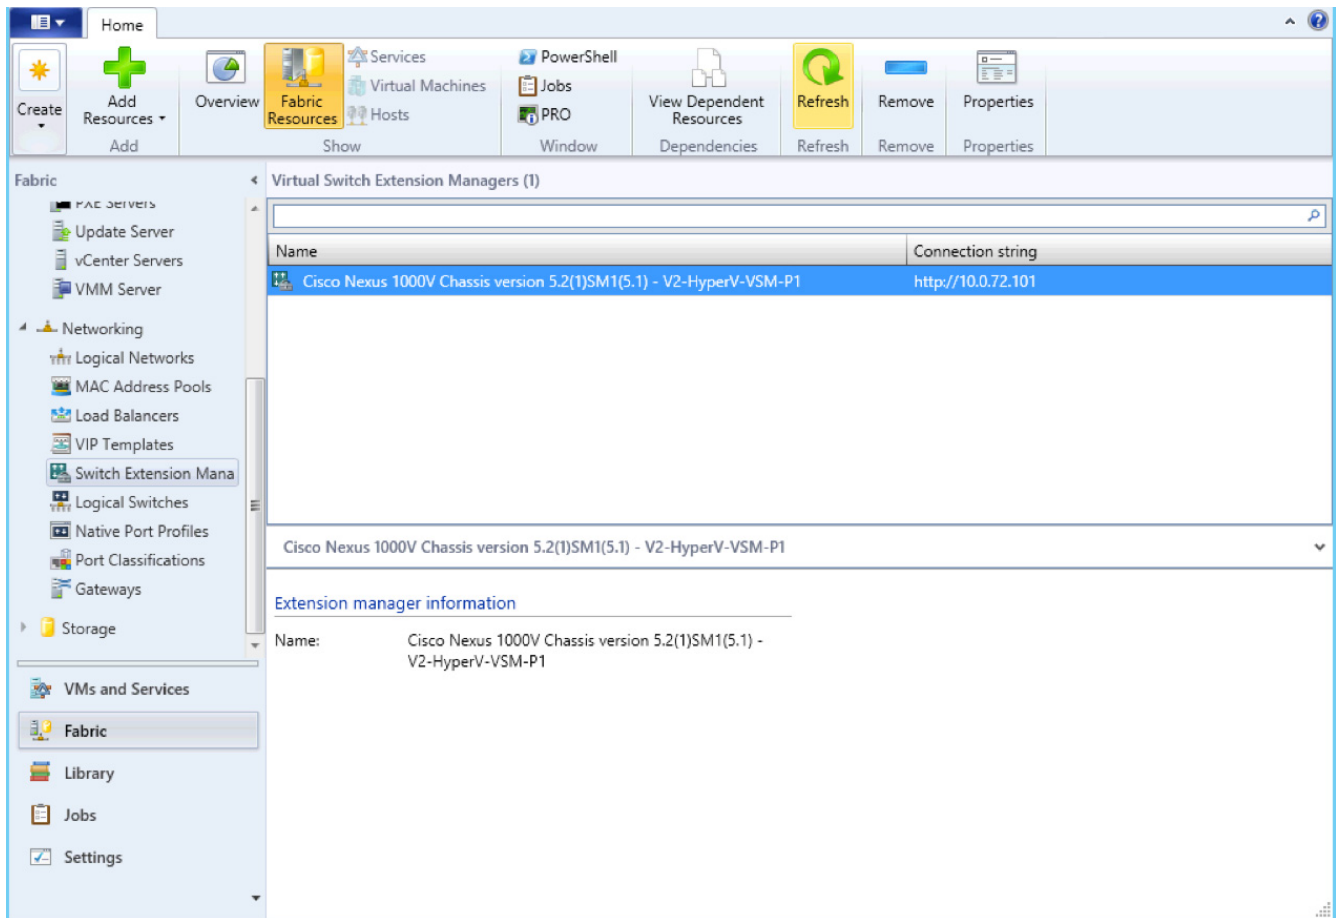 Home
Create
Add Resources
Overview
Fabric Resources
Services
Virtual Machines
Hosts
PowerShell
Jobs
PRO
View Dependent Resources
Refresh
Remove
Properties
Add
Show
Window
Dependencies
Refresh
Remove
Properties
Fabric
PXE Servers
Update Server
vCenter Servers
VMM Server
Networking
Logical Networks
MAC Address Pools
Load Balancers
VIP Templates
Switch Extension Mana
Logical Switches
Native Port Profiles
Port Classifications
Gateways
Storage
VMs and Services
Fabric
Library
Jobs
Settings
Virtual Switch Extension Managers (1)
Name Connection string
Cisco Nexus 1000V Chassis version 5.2(1)SM1(5.1) - V2-HyperV-VSM-P1 http://10.0.72.101
Cisco Nexus 1000V Chassis version 5.2(1)SM1(5.1) - V2-HyperV-VSM-P1
Extension manager information
Name: Cisco Nexus 1000V Chassis version 5.2(1)SM1(5.1) -
V2-HyperV-VSM-P1